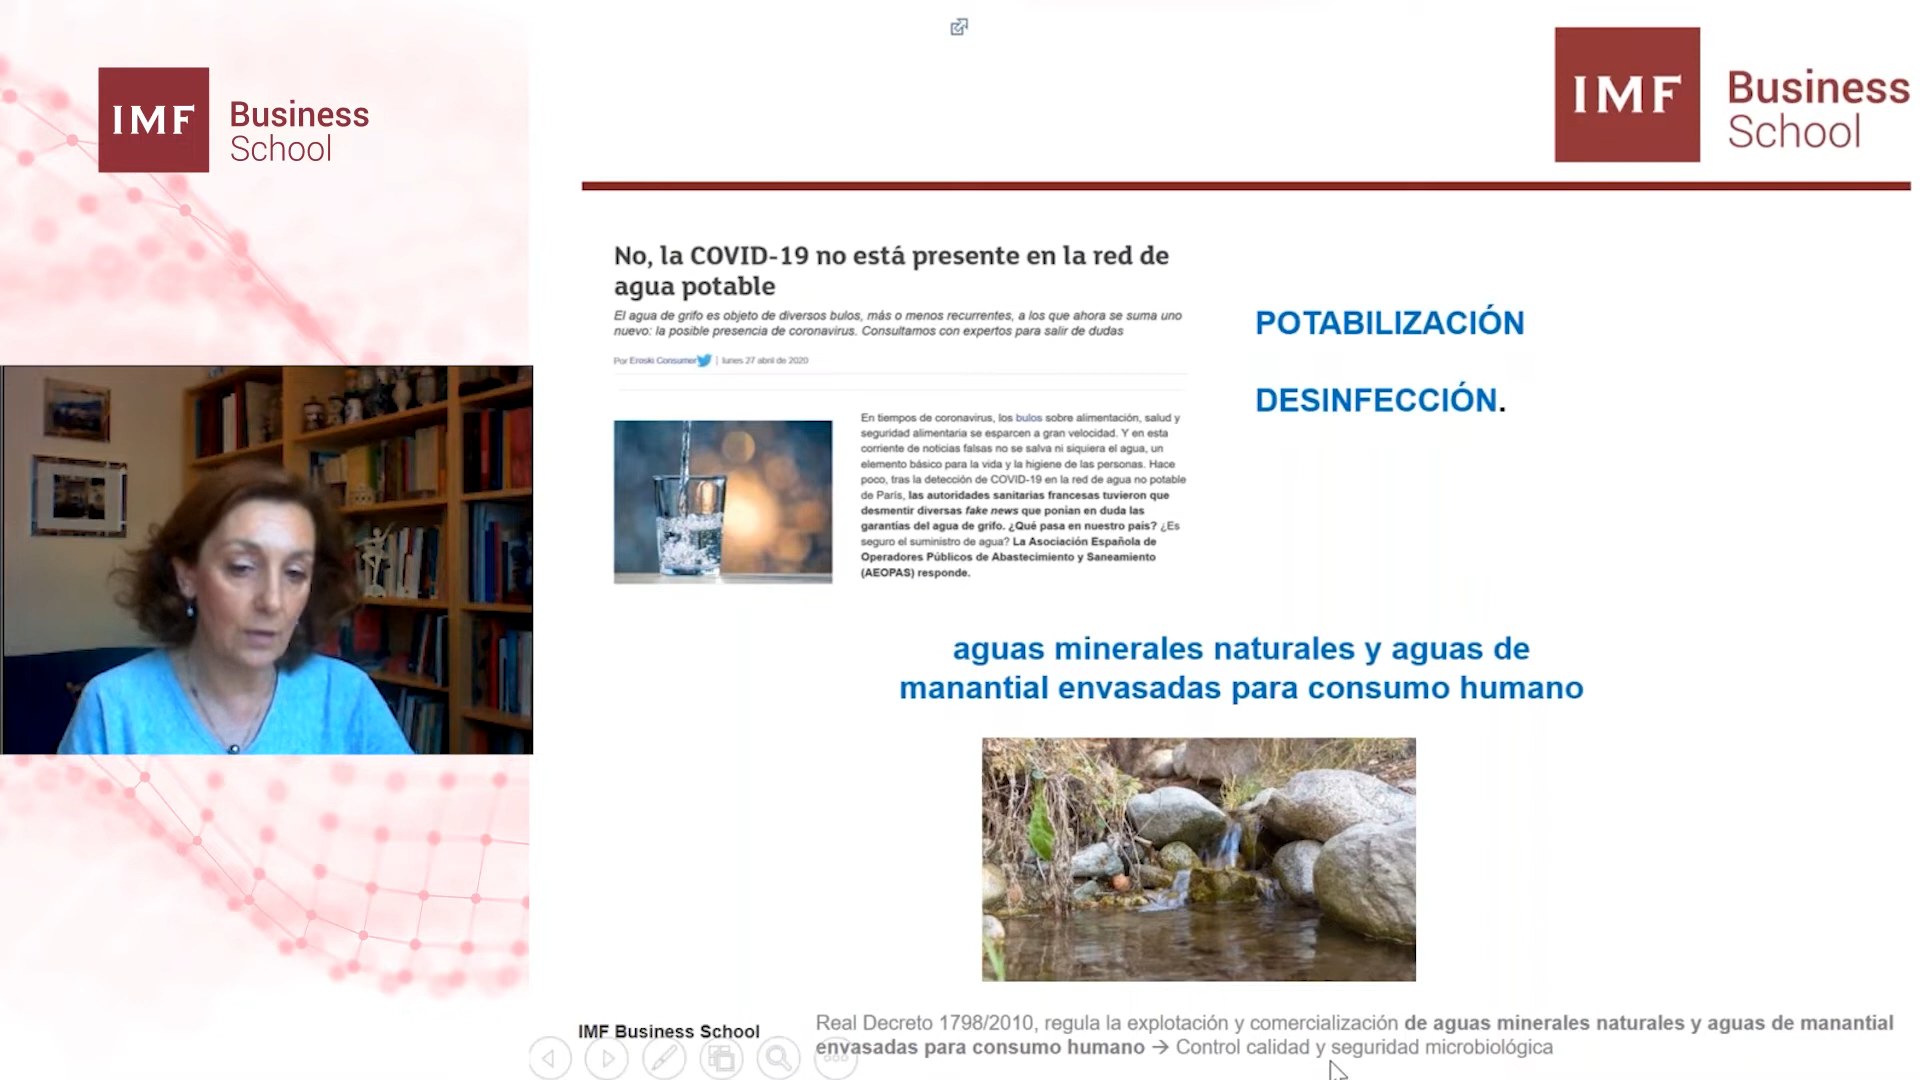 IMF Business
School
IMF Business
School
No, la COVID-19 no está presente en la red de
agua potable
El agua de grifo es objeto de diversos bulos, más o menos recurrentes, a los que ahora se suma uno
nuevo: la posible presencia de coronavirus. Consultamos con expertos para salir de dudas
Por Eroski Consumer | lunes 27 abril de 2020
En tiempos de coronavirus, los bulos sobre alimentación, salud y
seguridad alimentaria se esparcen a gran velocidad. Y en esta
corriente de noticias falsas no se salva ni siquiera el agua, un
elemento básico para la vida y la higiene de las personas. Hace
poco, tras la detección de COVID-19 en la red de agua no potable
de París, las autoridades sanitarias francesas tuvieron que
desmentir diversas fake news que ponían en duda las
garantías del agua de grifo. ¿Qué pasa en nuestro país? ¿Es
seguro el suministro de agua? La Asociación Española de
Operadores Públicos de Abastecimiento y Saneamiento
(AEOPAS) responde.
POTABILIZACIÓN
DESINFECCIÓN.
aguas minerales naturales y aguas de
manantial envasadas para consumo humano
IMF Business School
Real Decreto 1798/2010, regula la explotación y comercialización de aguas minerales naturales y aguas de manantial
envasadas para consumo humano → Control calidad y seguridad microbiológica